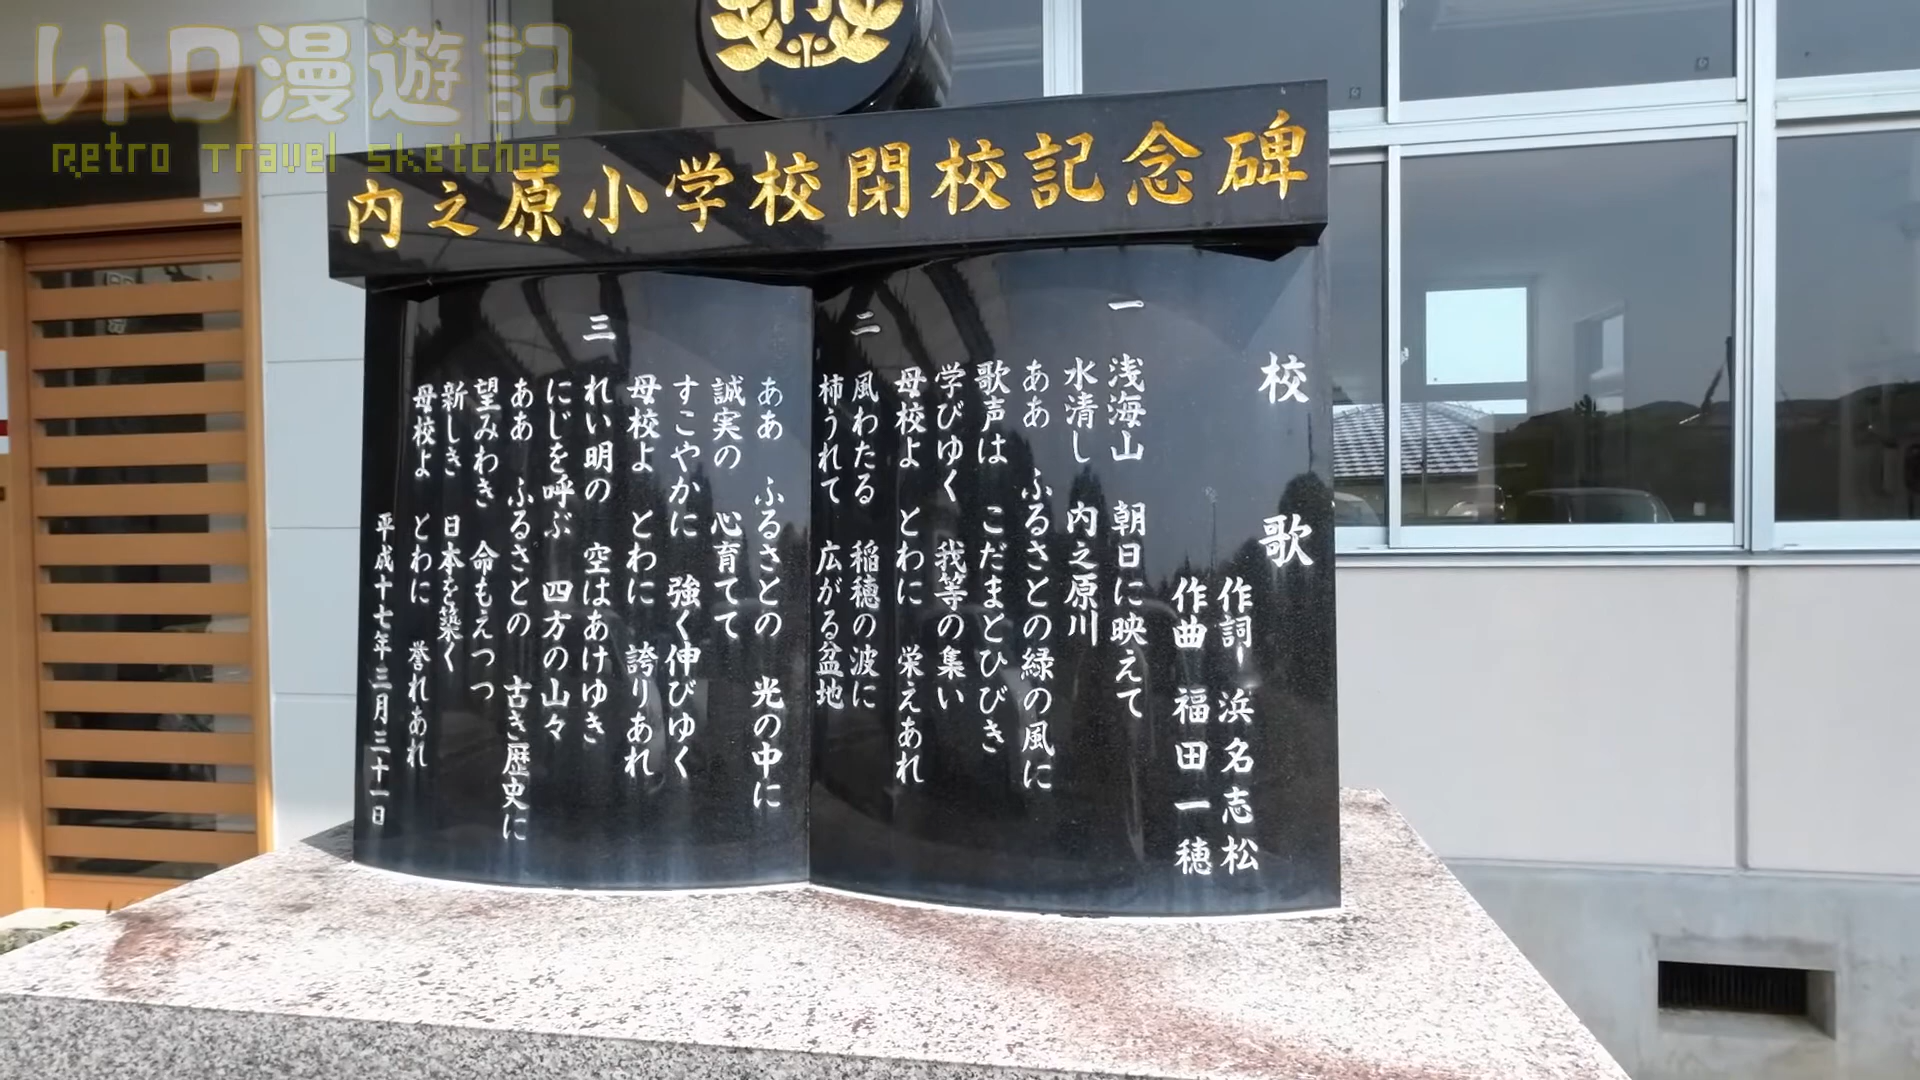 レトロ漫遊記
Retro Travel Sketches
内
内之原小学校閉校記念碑
校歌
作詞 浜名志松
作曲 福田一穂
一
浅海山 朝日に映えて
水清し 内之原川
ああ ふるさとの緑の風に
歌声は こだまとひびき
学びゆく 我等の集い
母校よ とわに 栄えあれ
二
風わたる 稲穂の波に
柿うれて 広がる盆地
ああ ふるさとの 光の中に
誠実の 心育てて
すこやかに 強く伸びゆく
母校よ とわに 誇りあれ
三
れい明の 空はあけゆき
にじを呼ぶ 四方の山々
ああ ふるさとの 古き歴史に
望みわき 命もえつつ
新しき 日本を築く
母校よ とわに 誉れあれ
平成十七年三月三十一日